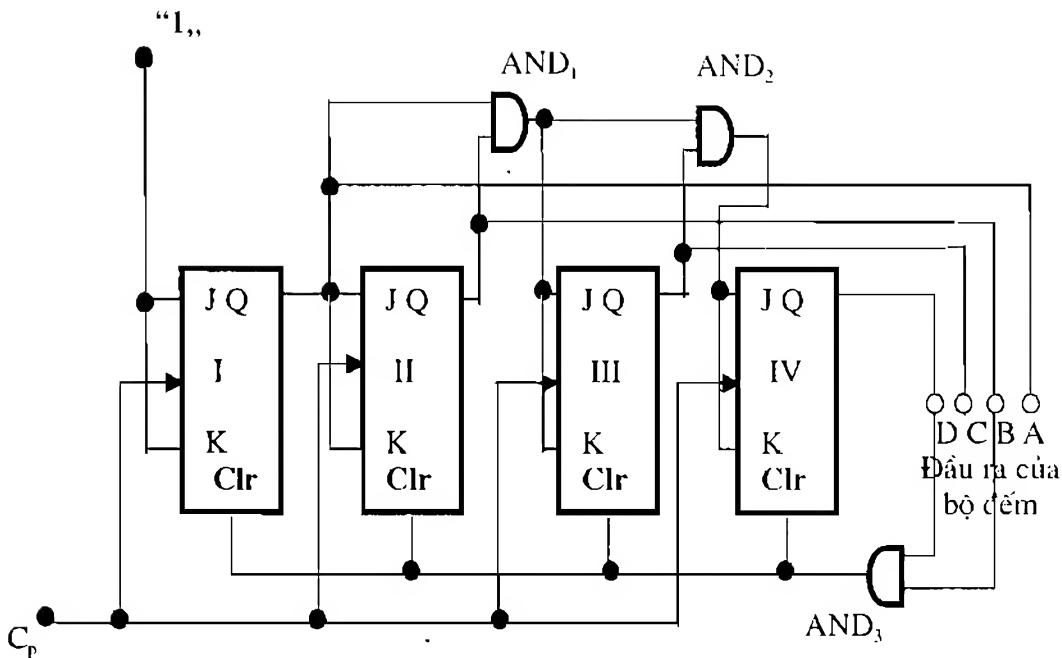 “1„
AND₁
AND₂
J Q
J Q
J Q
J Q
I
II
III
IV
K
K
K
K
Clr
Clr
Clr
Clr
D C B A
Đầu ra của
bộ đếm
AND₃
Cₚ